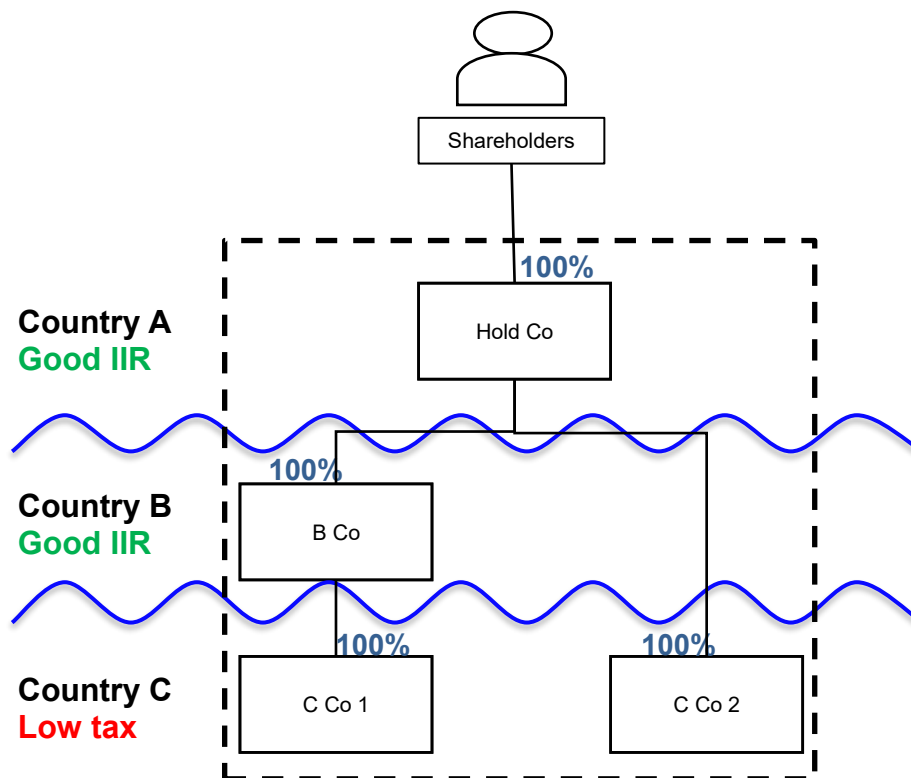 Shareholders
100%
Country A
Good IIR
Hold Co
100%
Country B
Good IIR
B Co
100%
100%
Country C
Low tax
C Co 1
C Co 2